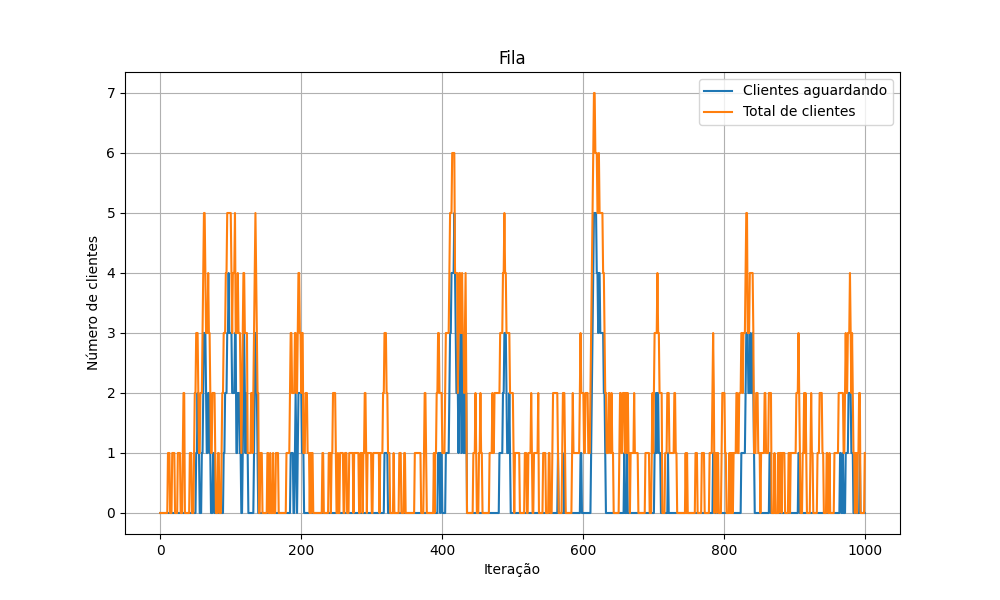 Fila
Clientes aguardando
Total de clientes
Número de clientes
7
6
5
4
3
2
1
0
0 200 400 600 800 1000
Iteração